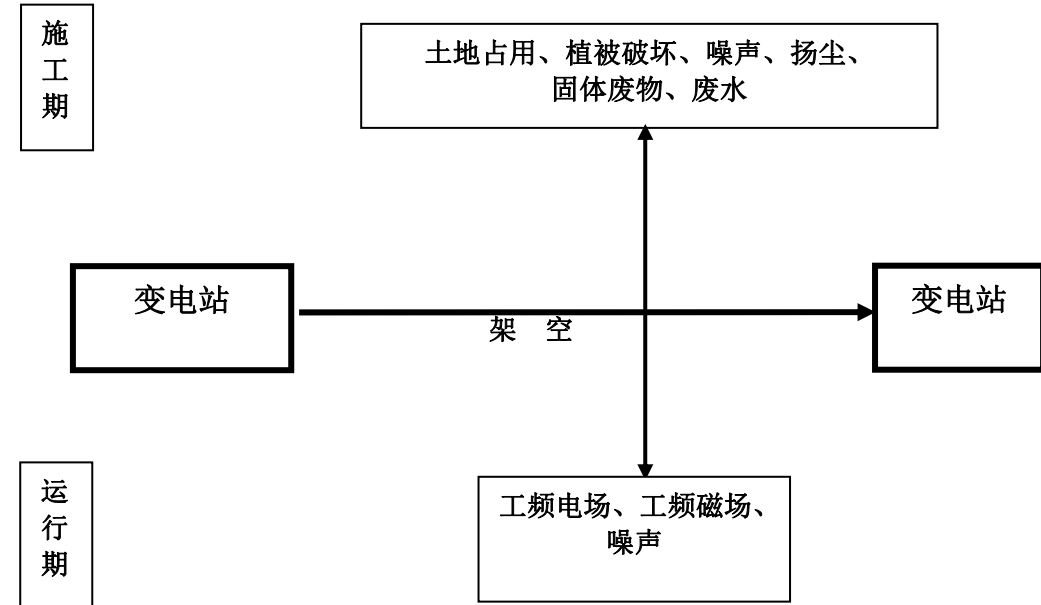 施
工
期
土地占用、植被破坏、噪声、扬尘、
固体废物、废水
变电站
架 空
变电站
运
行
期
工频电场、工频磁场、
噪声